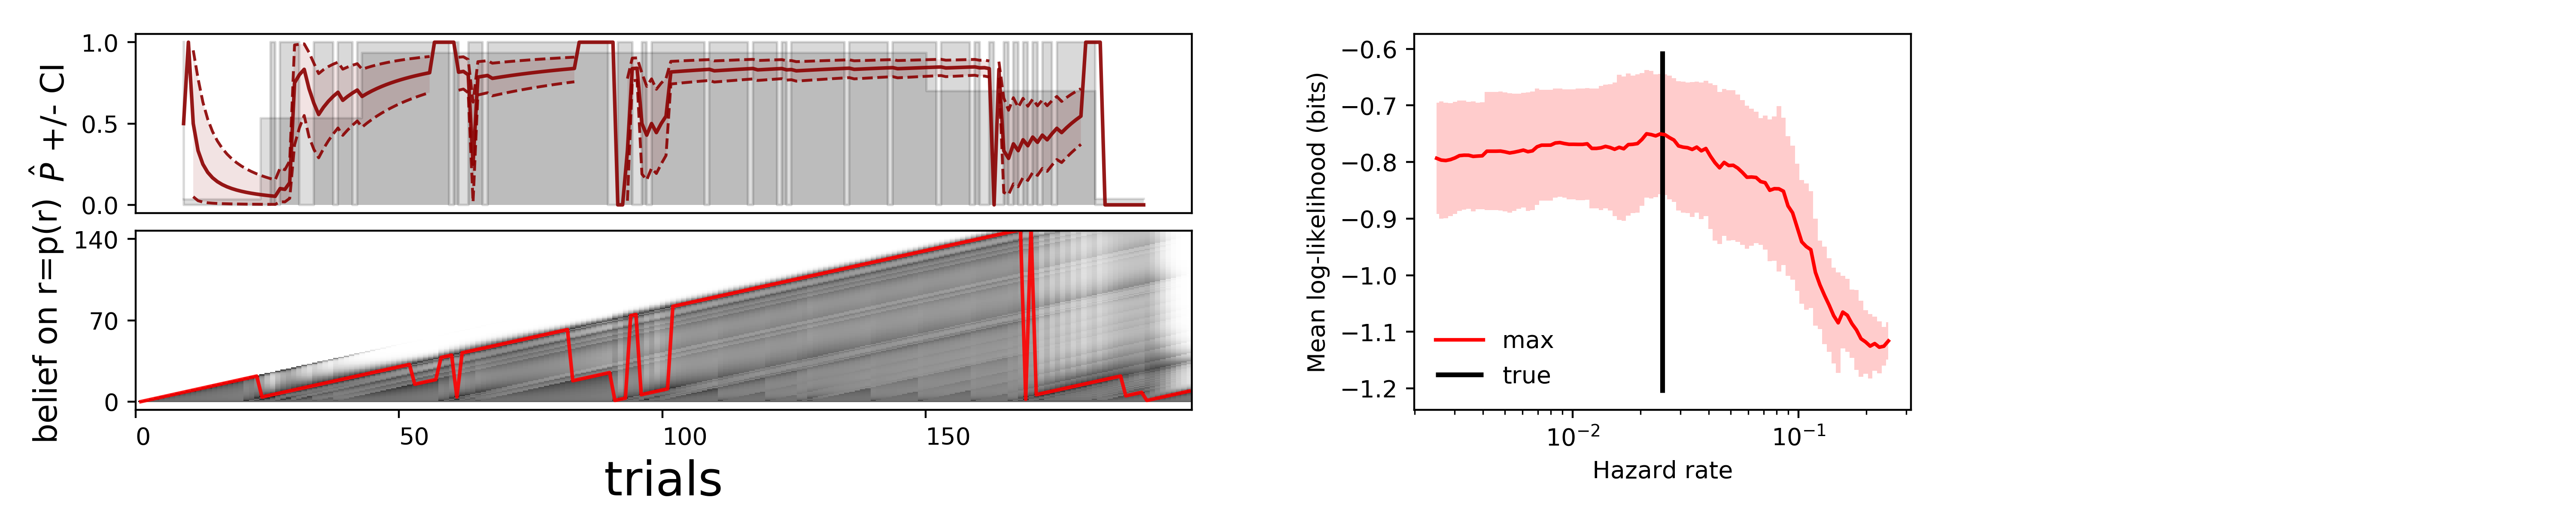 P̂ +/- CI
1.0
0.5
0.0
belief on r=p(r)
140
70
0
0
50
100
150
trials
Mean log-likelihood (bits)
−0.6
−0.7
−0.8
−0.9
−1.0
−1.1
−1.2
max
true
10⁻²
10⁻¹
Hazard rate